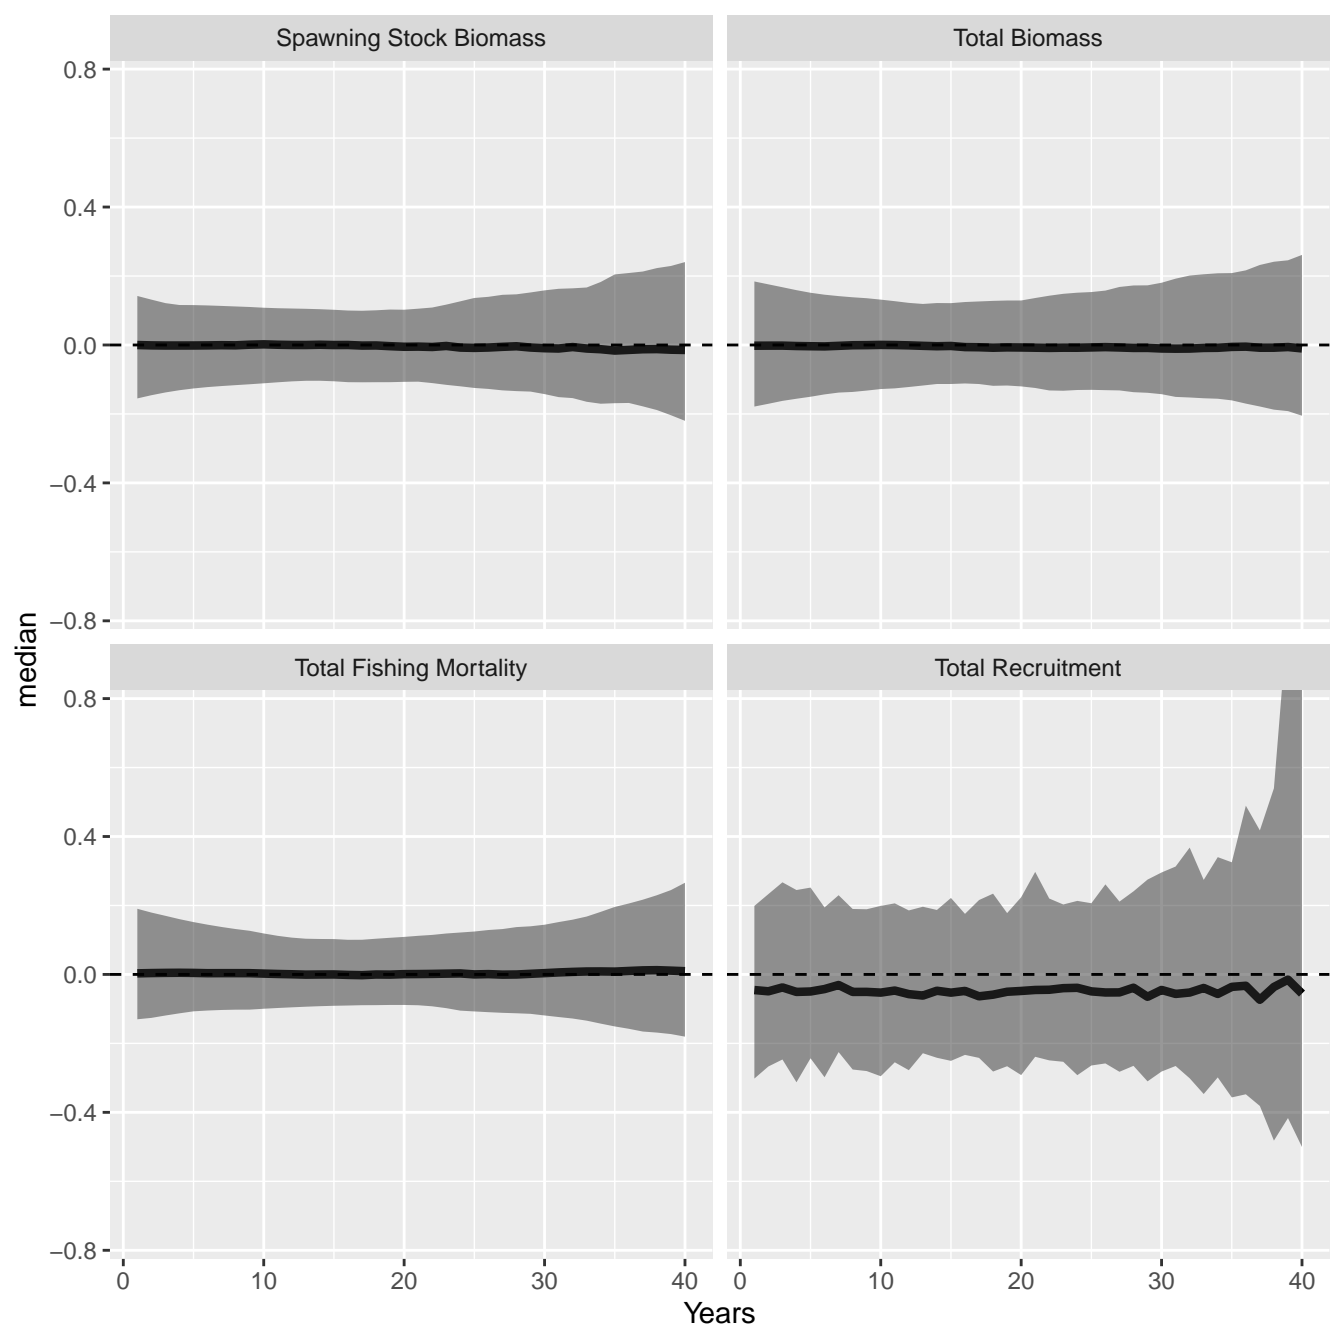 Spawning Stock Biomass
Total Biomass
0.8
0.4
0.0
−0.4
−0.8
median
Total Fishing Mortality
Total Recruitment
0.8
0.4
0.0
−0.4
−0.8
0 10 20 30 40
0 10 20 30 40
Years